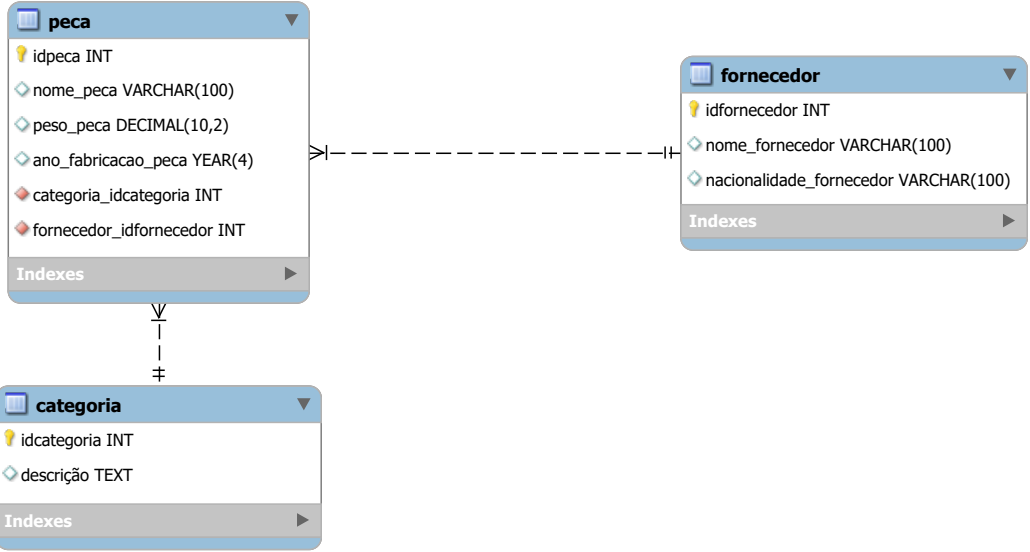 peca
idpeca INT
nome_peca VARCHAR(100)
peso_peca DECIMAL(10,2)
ano_fabricacao_peca YEAR(4)
categoria_idcategoria INT
fornecedor_idfornecedor INT
Indexes
fornecedor
idfornecedor INT
nome_fornecedor VARCHAR(100)
nacionalidade_fornecedor VARCHAR(100)
Indexes
categoria
idcategoria INT
descrição TEXT
Indexes